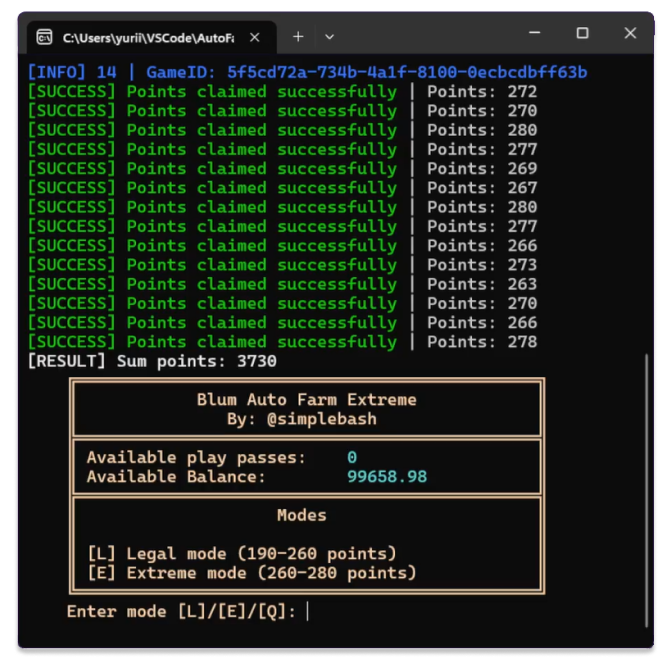 C:\Users\yurii\VSCode\AutoFa
[INFO] 14 | GameID: 5f5cd72a-734b-4a1f-8100-0ecbcdbff63b
[SUCCESS] Points claimed successfully | Points: 272
[SUCCESS] Points claimed successfully | Points: 270
[SUCCESS] Points claimed successfully | Points: 280
[SUCCESS] Points claimed successfully | Points: 277
[SUCCESS] Points claimed successfully | Points: 269
[SUCCESS] Points claimed successfully | Points: 267
[SUCCESS] Points claimed successfully | Points: 280
[SUCCESS] Points claimed successfully | Points: 277
[SUCCESS] Points claimed successfully | Points: 266
[SUCCESS] Points claimed successfully | Points: 273
[SUCCESS] Points claimed successfully | Points: 263
[SUCCESS] Points claimed successfully | Points: 270
[SUCCESS] Points claimed successfully | Points: 266
[SUCCESS] Points claimed successfully | Points: 278
[RESULT] Sum points: 3730
Blum Auto Farm Extreme
By: @simplebash
Available play passes: 0
Available Balance: 99658.98
Modes
[L] Legal mode (190-260 points)
[E] Extreme mode (260-280 points)
Enter mode [L]/[E]/[Q]: